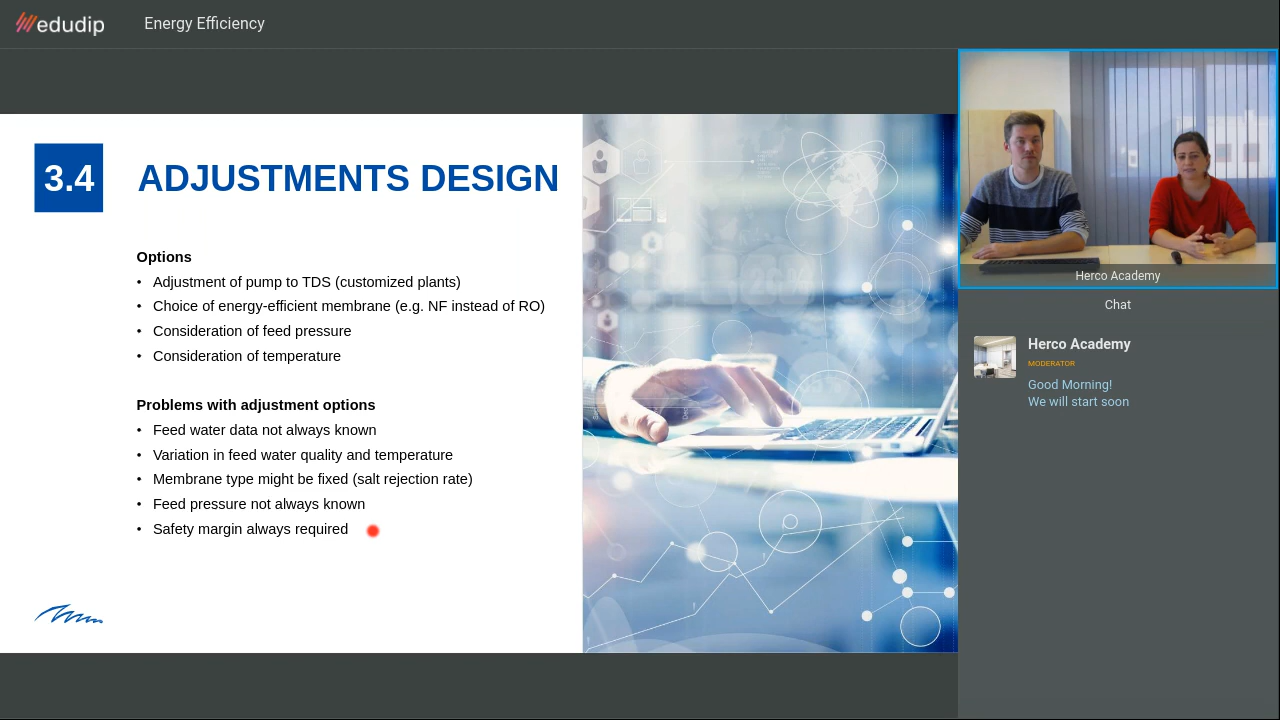 edudip
Energy Efficiency
3.4
ADJUSTMENTS DESIGN
Options
• Adjustment of pump to TDS (customized plants)
• Choice of energy-efficient membrane (e.g. NF instead of RO)
• Consideration of feed pressure
• Consideration of temperature
Problems with adjustment options
• Feed water data not always known
• Variation in feed water quality and temperature
• Membrane type might be fixed (salt rejection rate)
• Feed pressure not always known
• Safety margin always required
Herco Academy
Chat
Herco Academy
MODERATOR
Good Morning!
We will start soon